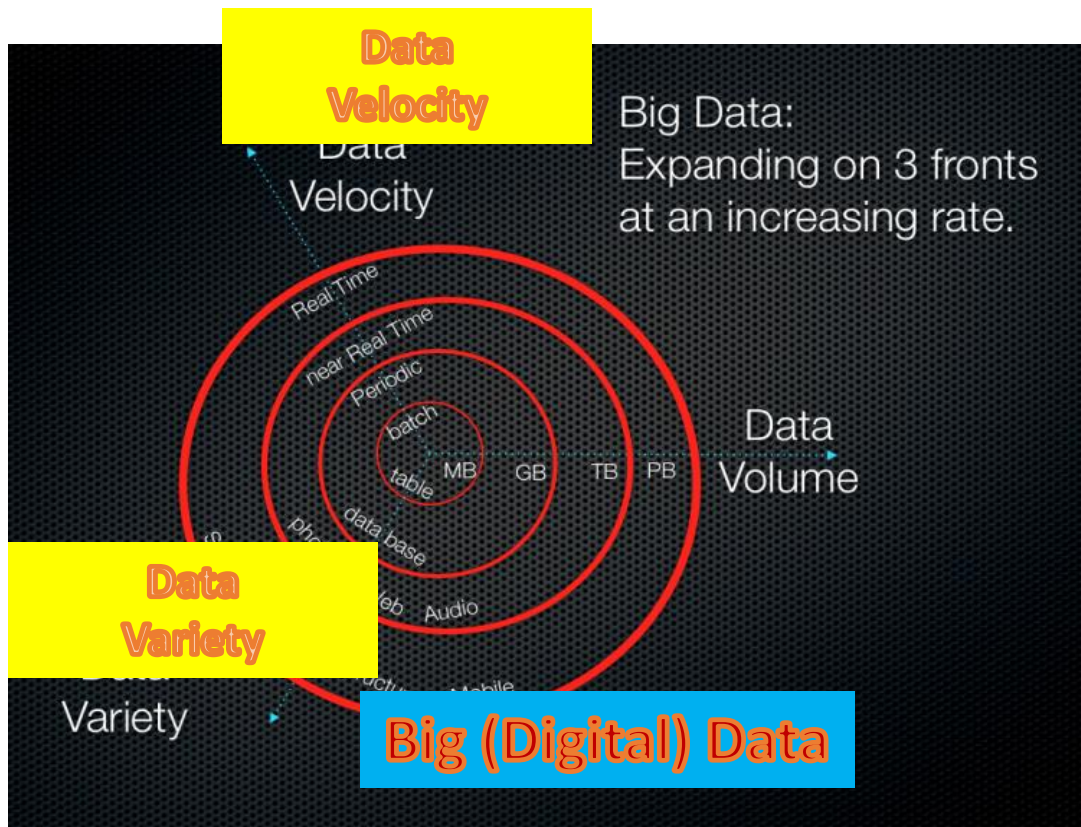 Data
Velocity
Data
Velocity
Big Data:
Expanding on 3 fronts
at an increasing rate.
Real Time
near Real Time
Periodic
batch
Data
Volume
MB GB TB PB
table
data base
Audio
Data
Variety
Data
Variety
Mobile
Big (Digital) Data